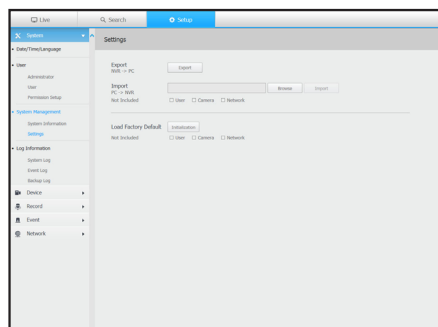 Live
Search
Setup
System
Date/Time/Language
User
Administrator
User
Permission Setup
System Management
System Information
Settings
Log Information
System Log
Event Log
Backup Log
Device
Record
Event
Network
Settings
Export
NVR -> PC
Export
Import
PC -> NVR
Browse
Import
Not Included
User
Camera
Network
Load Factory Default
Initialization
Not Included
User
Camera
Network